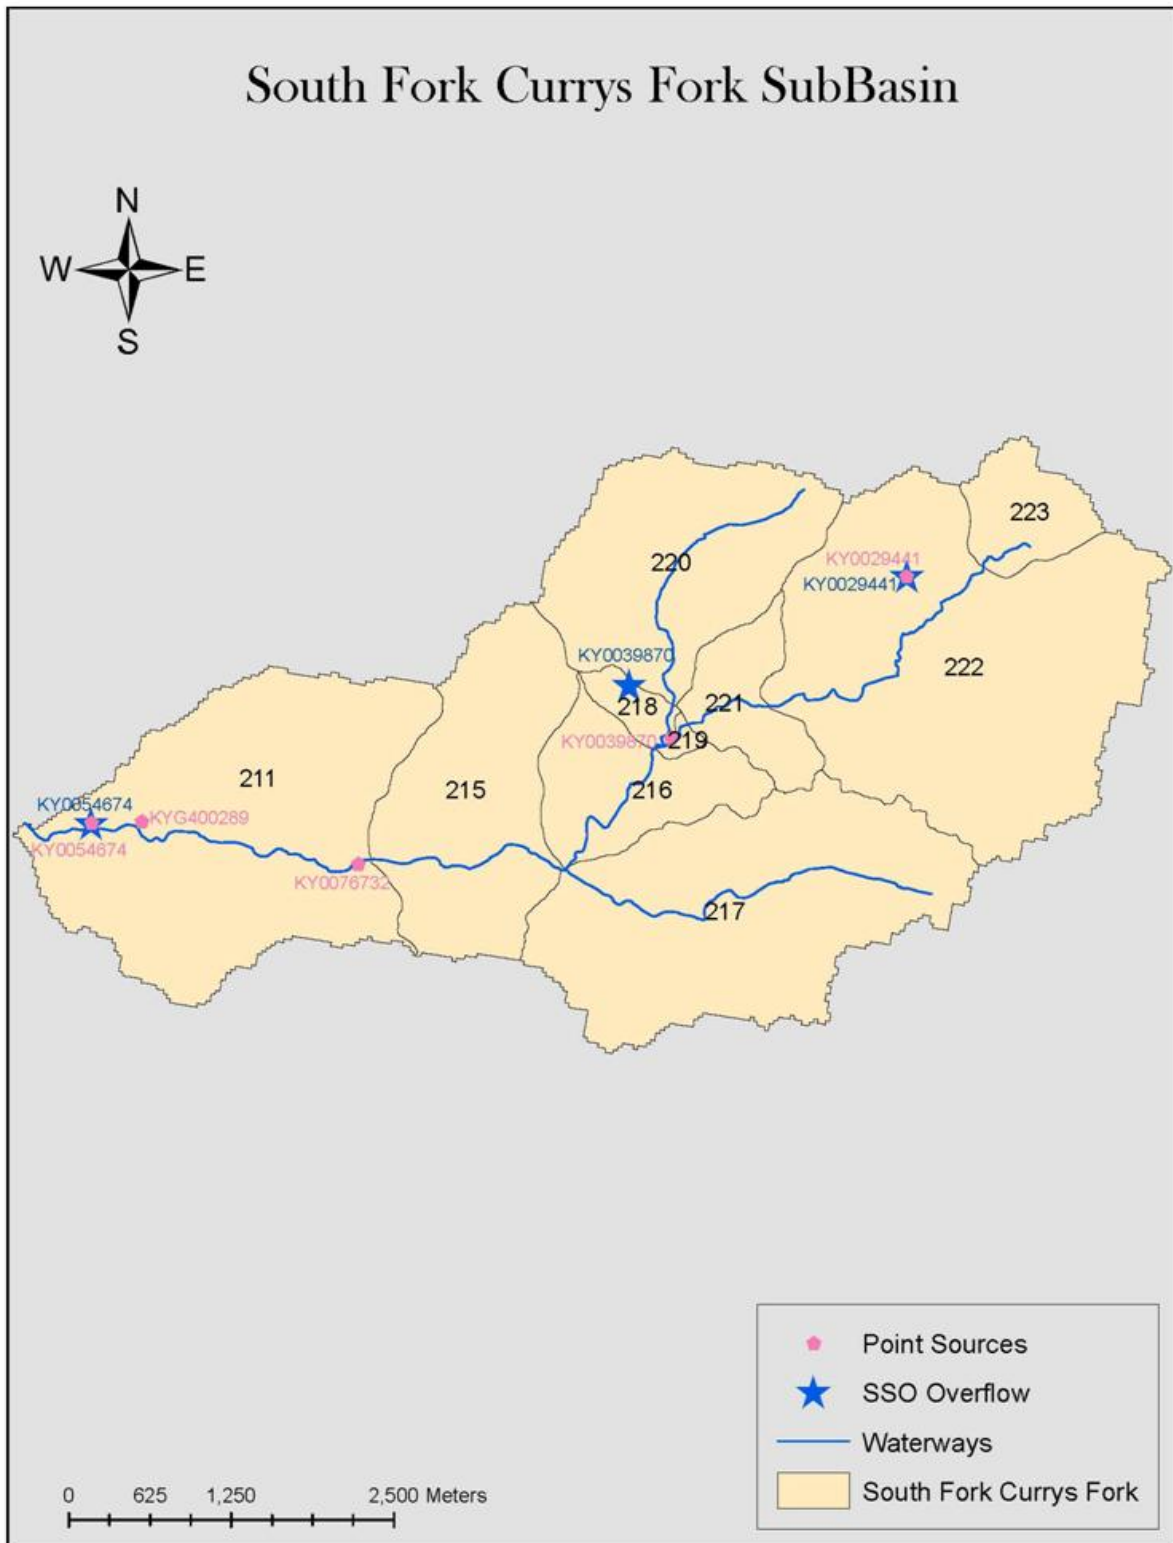 South Fork Currys Fork SubBasin
N
W E
S
223
KY0029441
220
KY0029441
KY0039870
222
218
221
KY0039870
219
211
215
216
KY0054674
KYG400289
KY0054674
KY0076732
217
Point Sources
SSO Overflow
Waterways
South Fork Currys Fork
0 625 1,250 2,500 Meters